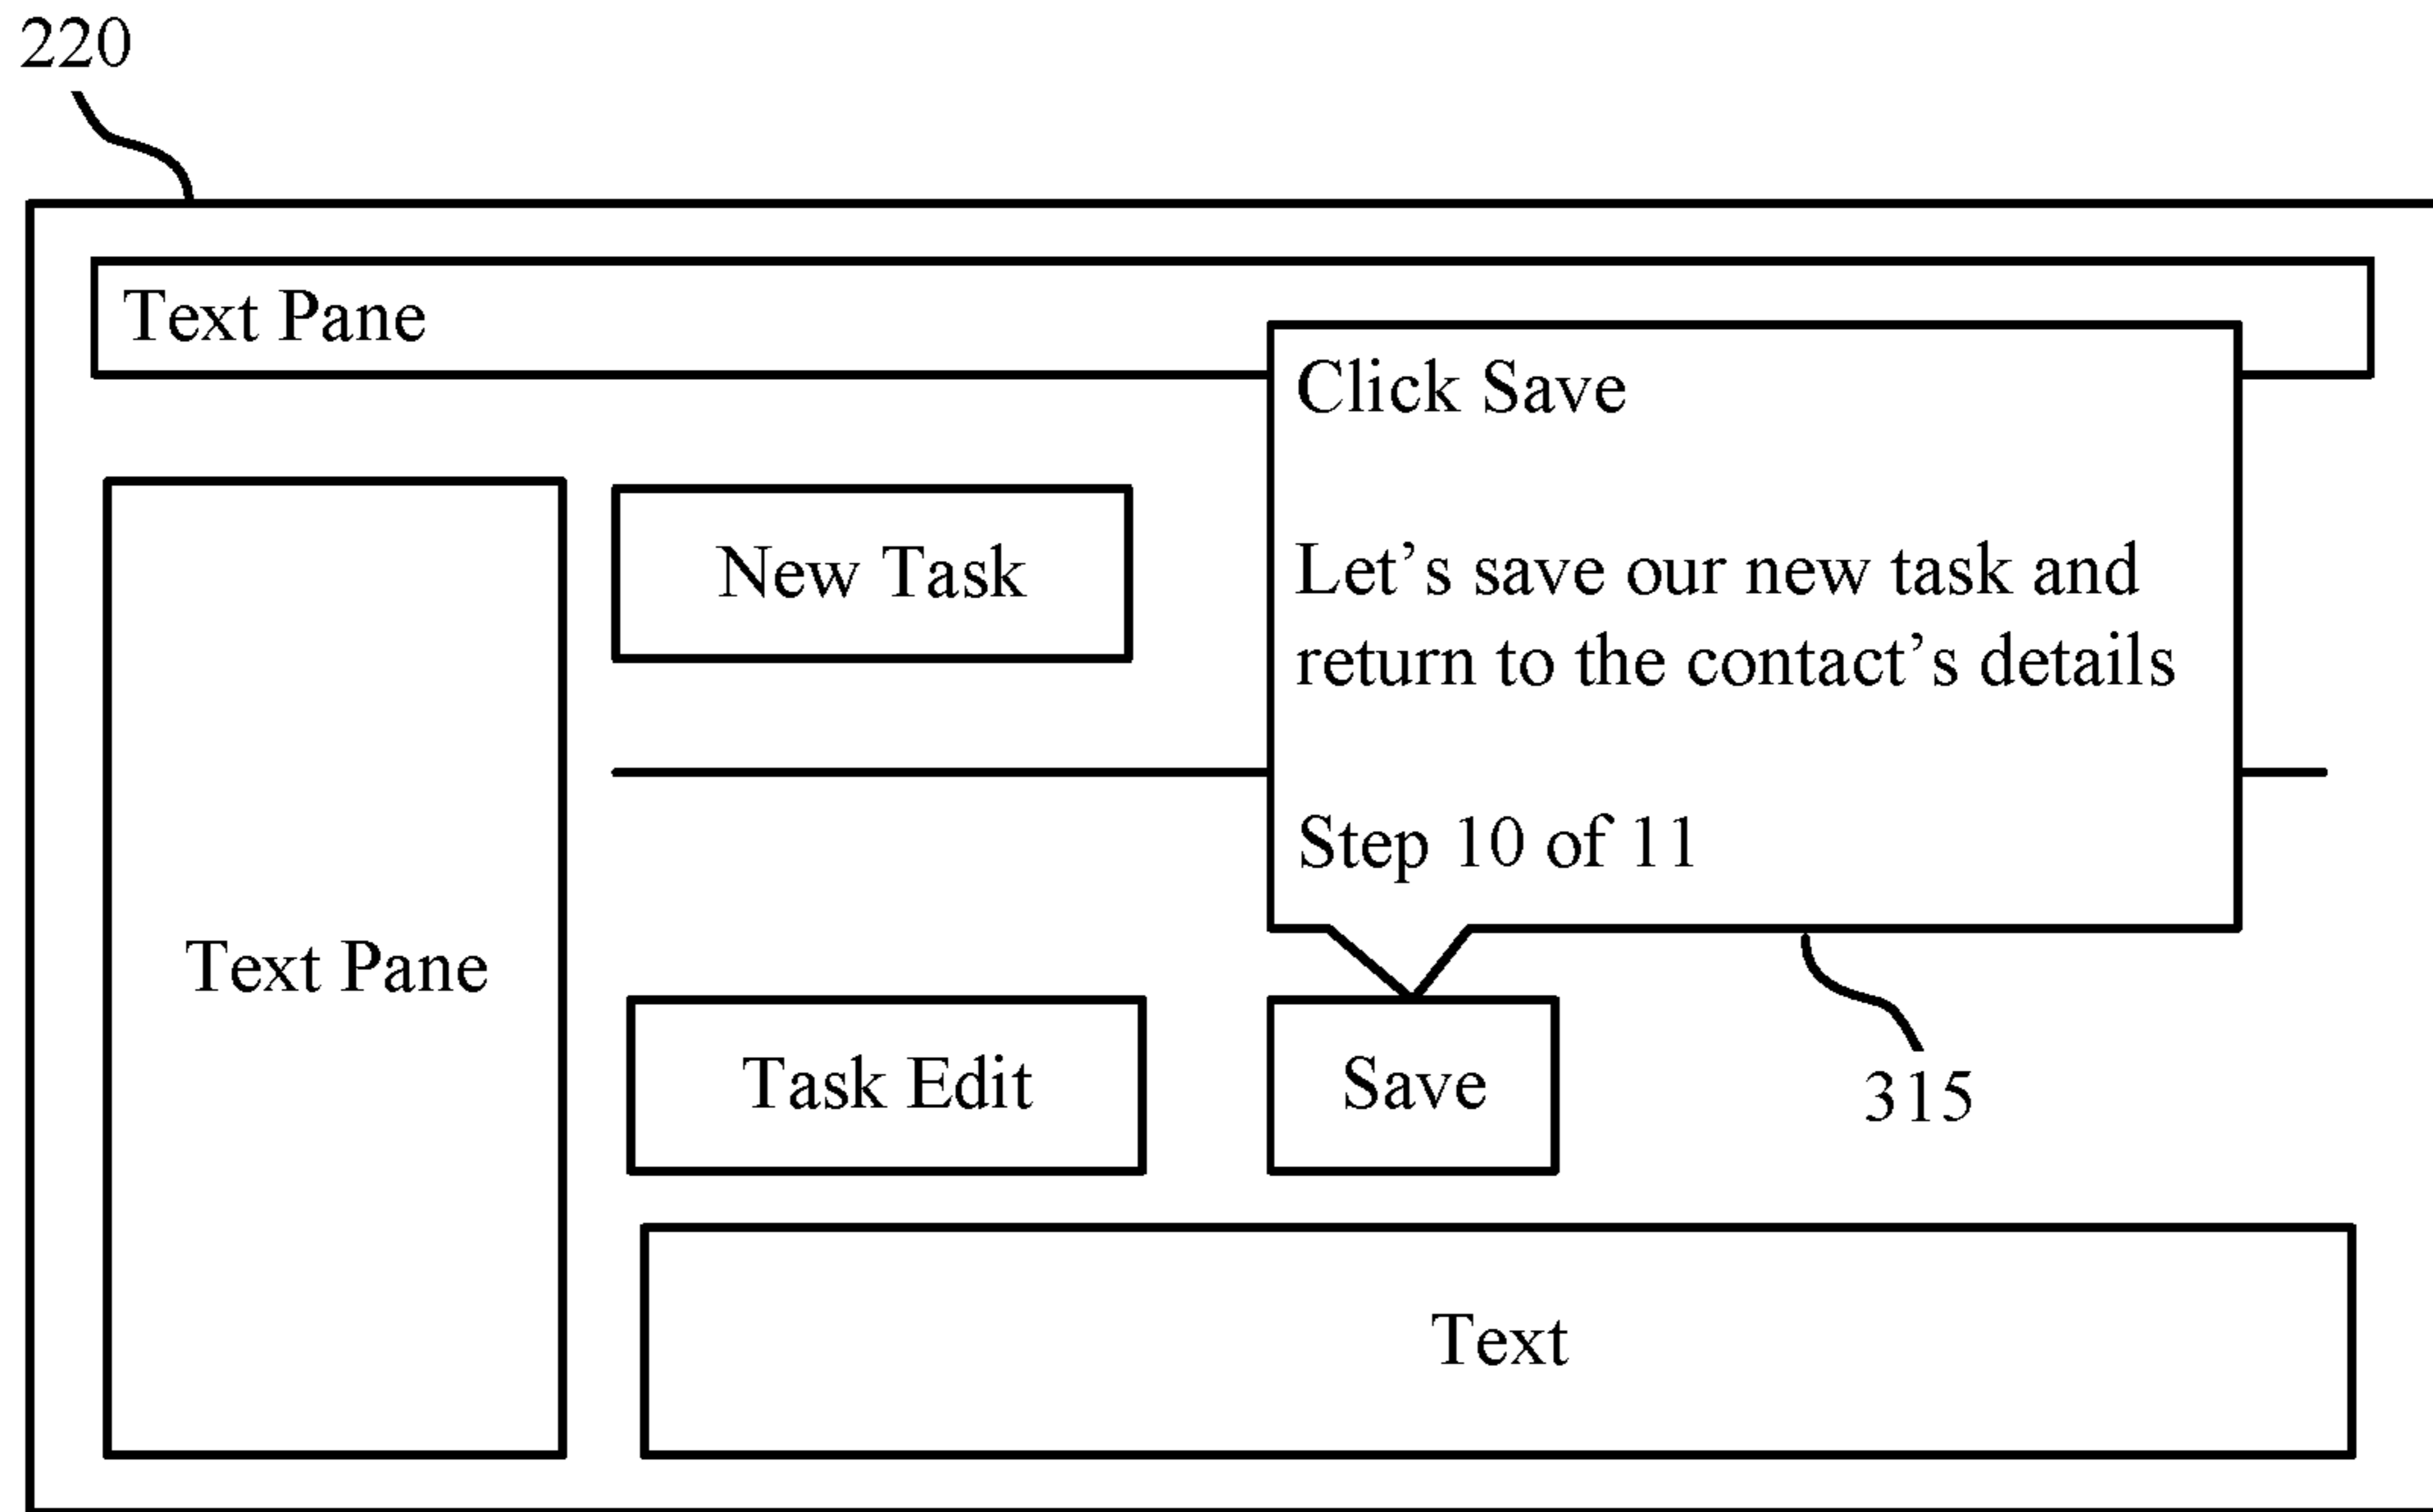 220
Text Pane
Click Save
New Task
Let’s save our new task and
return to the contact’s details
Step 10 of 11
Text Pane
Task Edit
Save
315
Text